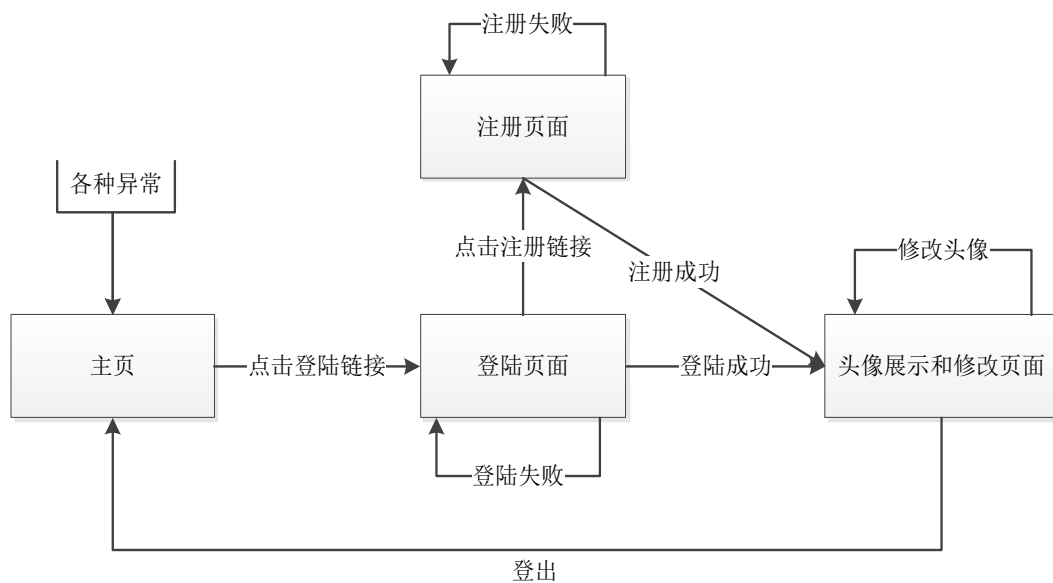 注册失败
注册页面
各种异常
点击注册链接
注册成功
修改头像
主页
点击登陆链接
登陆页面
登陆成功
头像展示和修改页面
登陆失败
登出